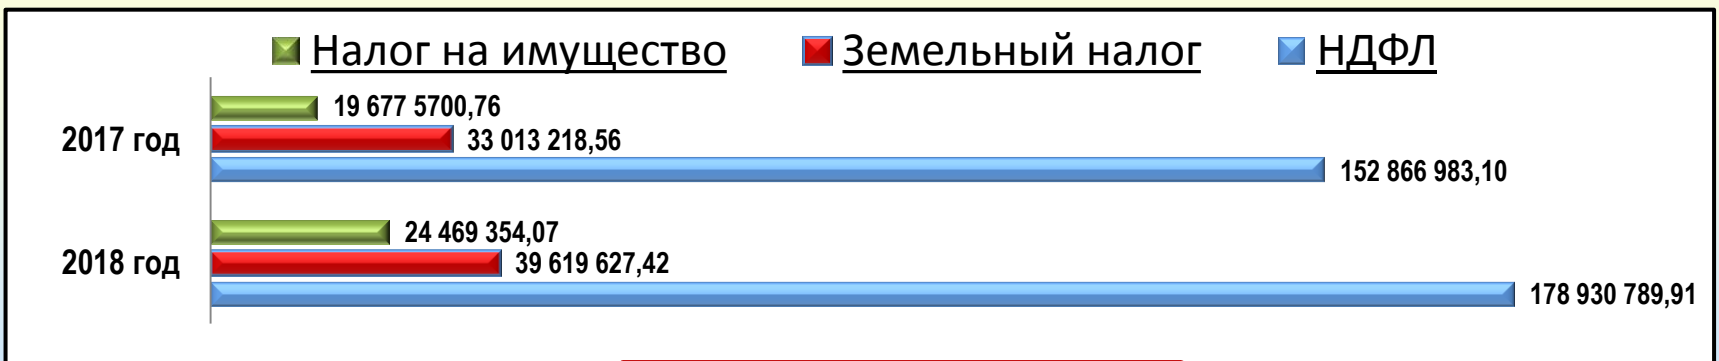 Налог на имущество Земельный налог НДФЛ
19 677 5700,76
2017 год
33 013 218,56
152 866 983,10
24 469 354,07
2018 год
39 619 627,42
178 930 789,91